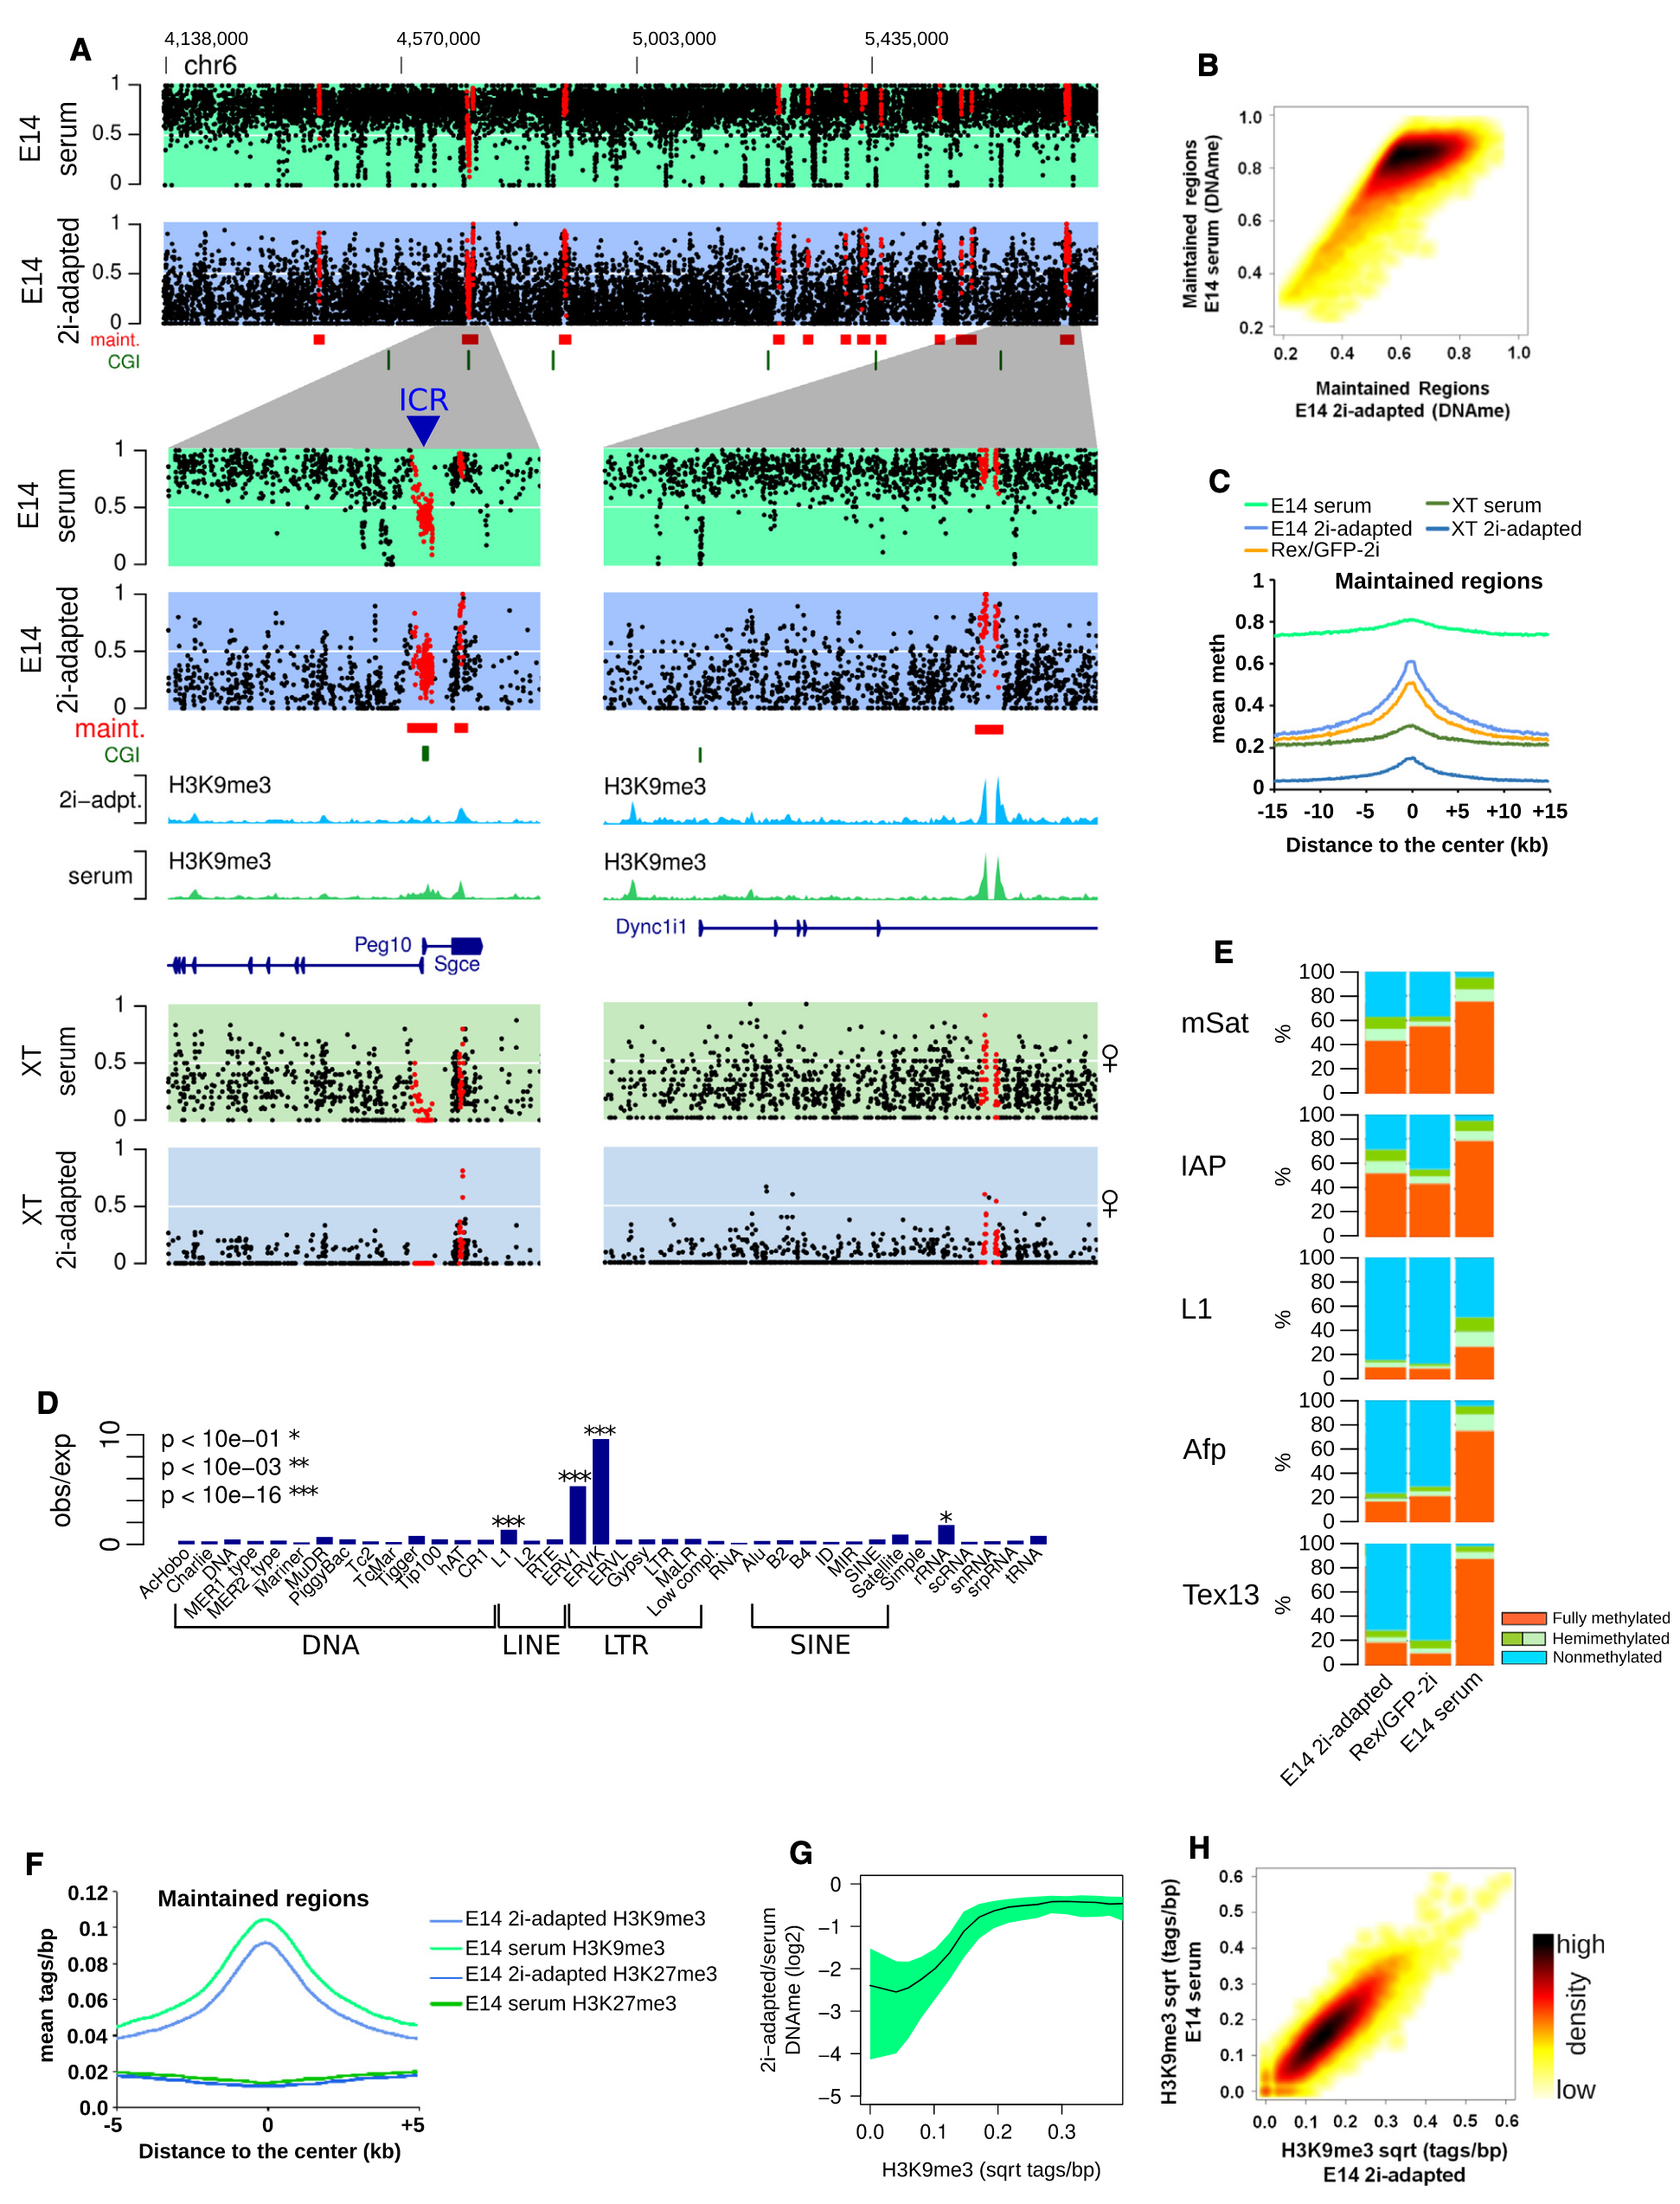 A
4,138,000 4,570,000 5,003,000 5,435,000
chr6
E14
serum
1
0.5
0
E14
2i-adapted
1
0.5
0
maint.
CGI
ICR
E14
serum
1
0.5
0
E14
2i-adapted
1
0.5
0
maint.
CGI
2i−adpt.
H3K9me3 H3K9me3
serum
H3K9me3 H3K9me3
Dync1i1
Peg10
Sgce
XT
serum
1
0.5
0
♀
XT
2i-adapted
1
0.5
0
♀
B
Maintained regions
E14 serum (DNAme)
1.0
0.8
0.6
0.4
0.2
0.2 0.4 0.6 0.8 1.0
Maintained Regions
E14 2i-adapted (DNAme)
C
E14 serum XT serum
E14 2i-adapted XT 2i-adapted
Rex/GFP-2i
Maintained regions
mean meth
1
0.8
0.6
0.4
0.2
0
-15 -10 -5 0 +5 +10 +15
Distance to the center (kb)
D
obs/exp
10
0
p < 10e−01 *
p < 10e−03 **
p < 10e−16 ***
*** *** *** *
AcHobo
Charlie
DNA
MER1 type
MER2 type
Mariner
MuDR
PiggyBac
Tc2
TcMar
Tigger
Tip100
hAT
CR1
L1
L2
RTE
ERV1
ERVK
ERVL
Gypsy
LTR
MaLR
Low compl.
RNA
Alu
B2
B4
ID
MIR
SINE
Satellite
Simple
rRNA
scRNA
snRNA
srpRNA
tRNA
DNA LINE LTR SINE
E
mSat
%
100
80
60
40
20
0
IAP
%
100
80
60
40
20
0
L1
%
100
80
60
40
20
0
Afp
%
100
80
60
40
20
0
Tex13
%
100
80
60
40
20
0
Fully methylated
Hemimethylated
Nonmethylated
E14 2i-adapted
Rex/GFP-2i
E14 serum
F
Maintained regions
mean tags/bp
0.12
0.1
0.08
0.06
0.04
0.02
0.0
-5 0 +5
Distance to the center (kb)
E14 2i-adapted H3K9me3
E14 serum H3K9me3
E14 2i-adapted H3K27me3
E14 serum H3K27me3
G
2i−adapted/serum
DNAme (log2)
0
−1
−2
−3
−4
−5
0.0 0.1 0.2 0.3
H3K9me3 (sqrt tags/bp)
H
H3K9me3 sqrt (tags/bp)
E14 serum
0.6
0.5
0.4
0.3
0.2
0.1
0.0
0.0 0.1 0.2 0.3 0.4 0.5 0.6
H3K9me3 sqrt (tags/bp)
E14 2i-adapted
high
density
low